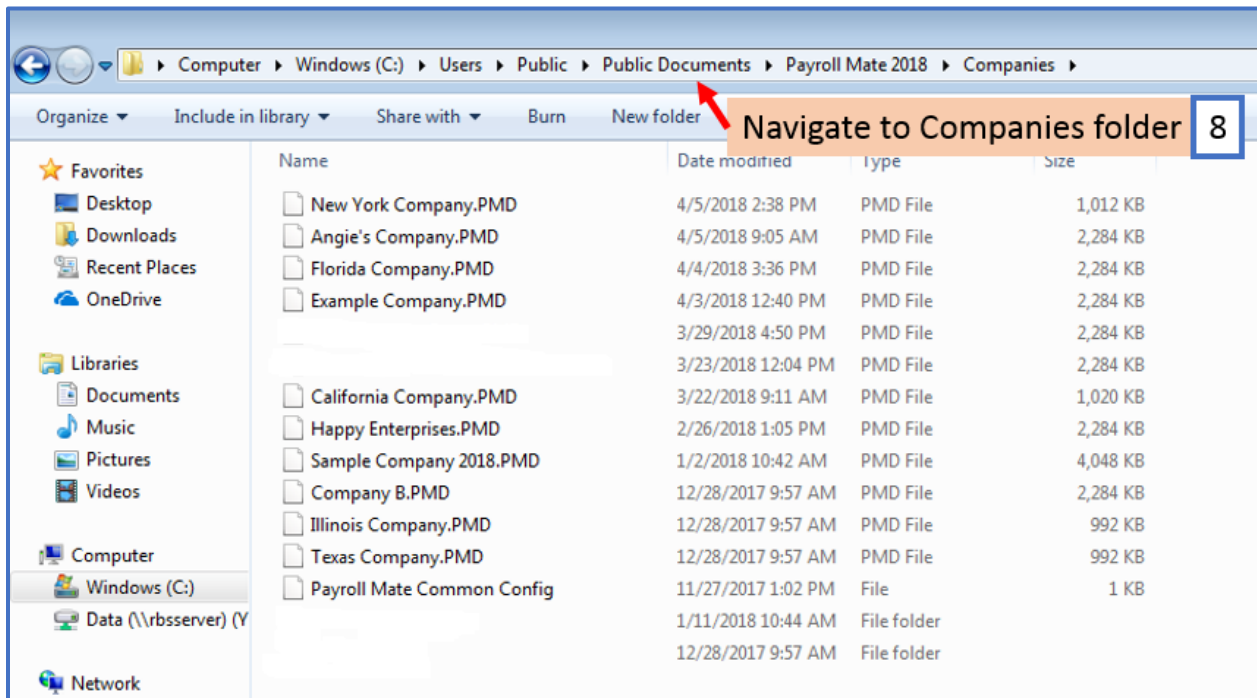 Computer Windows (C:) Users Public Public Documents Payroll Mate 2018 Companies
Organize Include in library Share with Burn New folder
Navigate to Companies folder 8
Name Date modified Type Size
Favorites
Desktop New York Company.PMD 4/5/2018 2:38 PM PMD File 1,012 KB
Downloads Angie's Company.PMD 4/5/2018 9:05 AM PMD File 2,284 KB
Recent Places Florida Company.PMD 4/4/2018 3:36 PM PMD File 2,284 KB
OneDrive Example Company.PMD 4/3/2018 12:40 PM PMD File 2,284 KB
3/29/2018 4:50 PM PMD File 2,284 KB
Libraries 3/23/2018 12:04 PM PMD File 2,284 KB
Documents California Company.PMD 3/22/2018 9:11 AM PMD File 1,020 KB
Music Happy Enterprises.PMD 2/26/2018 1:05 PM PMD File 2,284 KB
Pictures Sample Company 2018.PMD 1/2/2018 10:42 AM PMD File 4,048 KB
Videos Company B.PMD 12/28/2017 9:57 AM PMD File 2,284 KB
Illinois Company.PMD 12/28/2017 9:57 AM PMD File 992 KB
Computer Texas Company.PMD 12/28/2017 9:57 AM PMD File 992 KB
Windows (C:) Payroll Mate Common Config 11/27/2017 1:02 PM File 1 KB
Data (\\rbsserver) (Y 1/11/2018 10:44 AM File folder
12/28/2017 9:57 AM File folder
Network